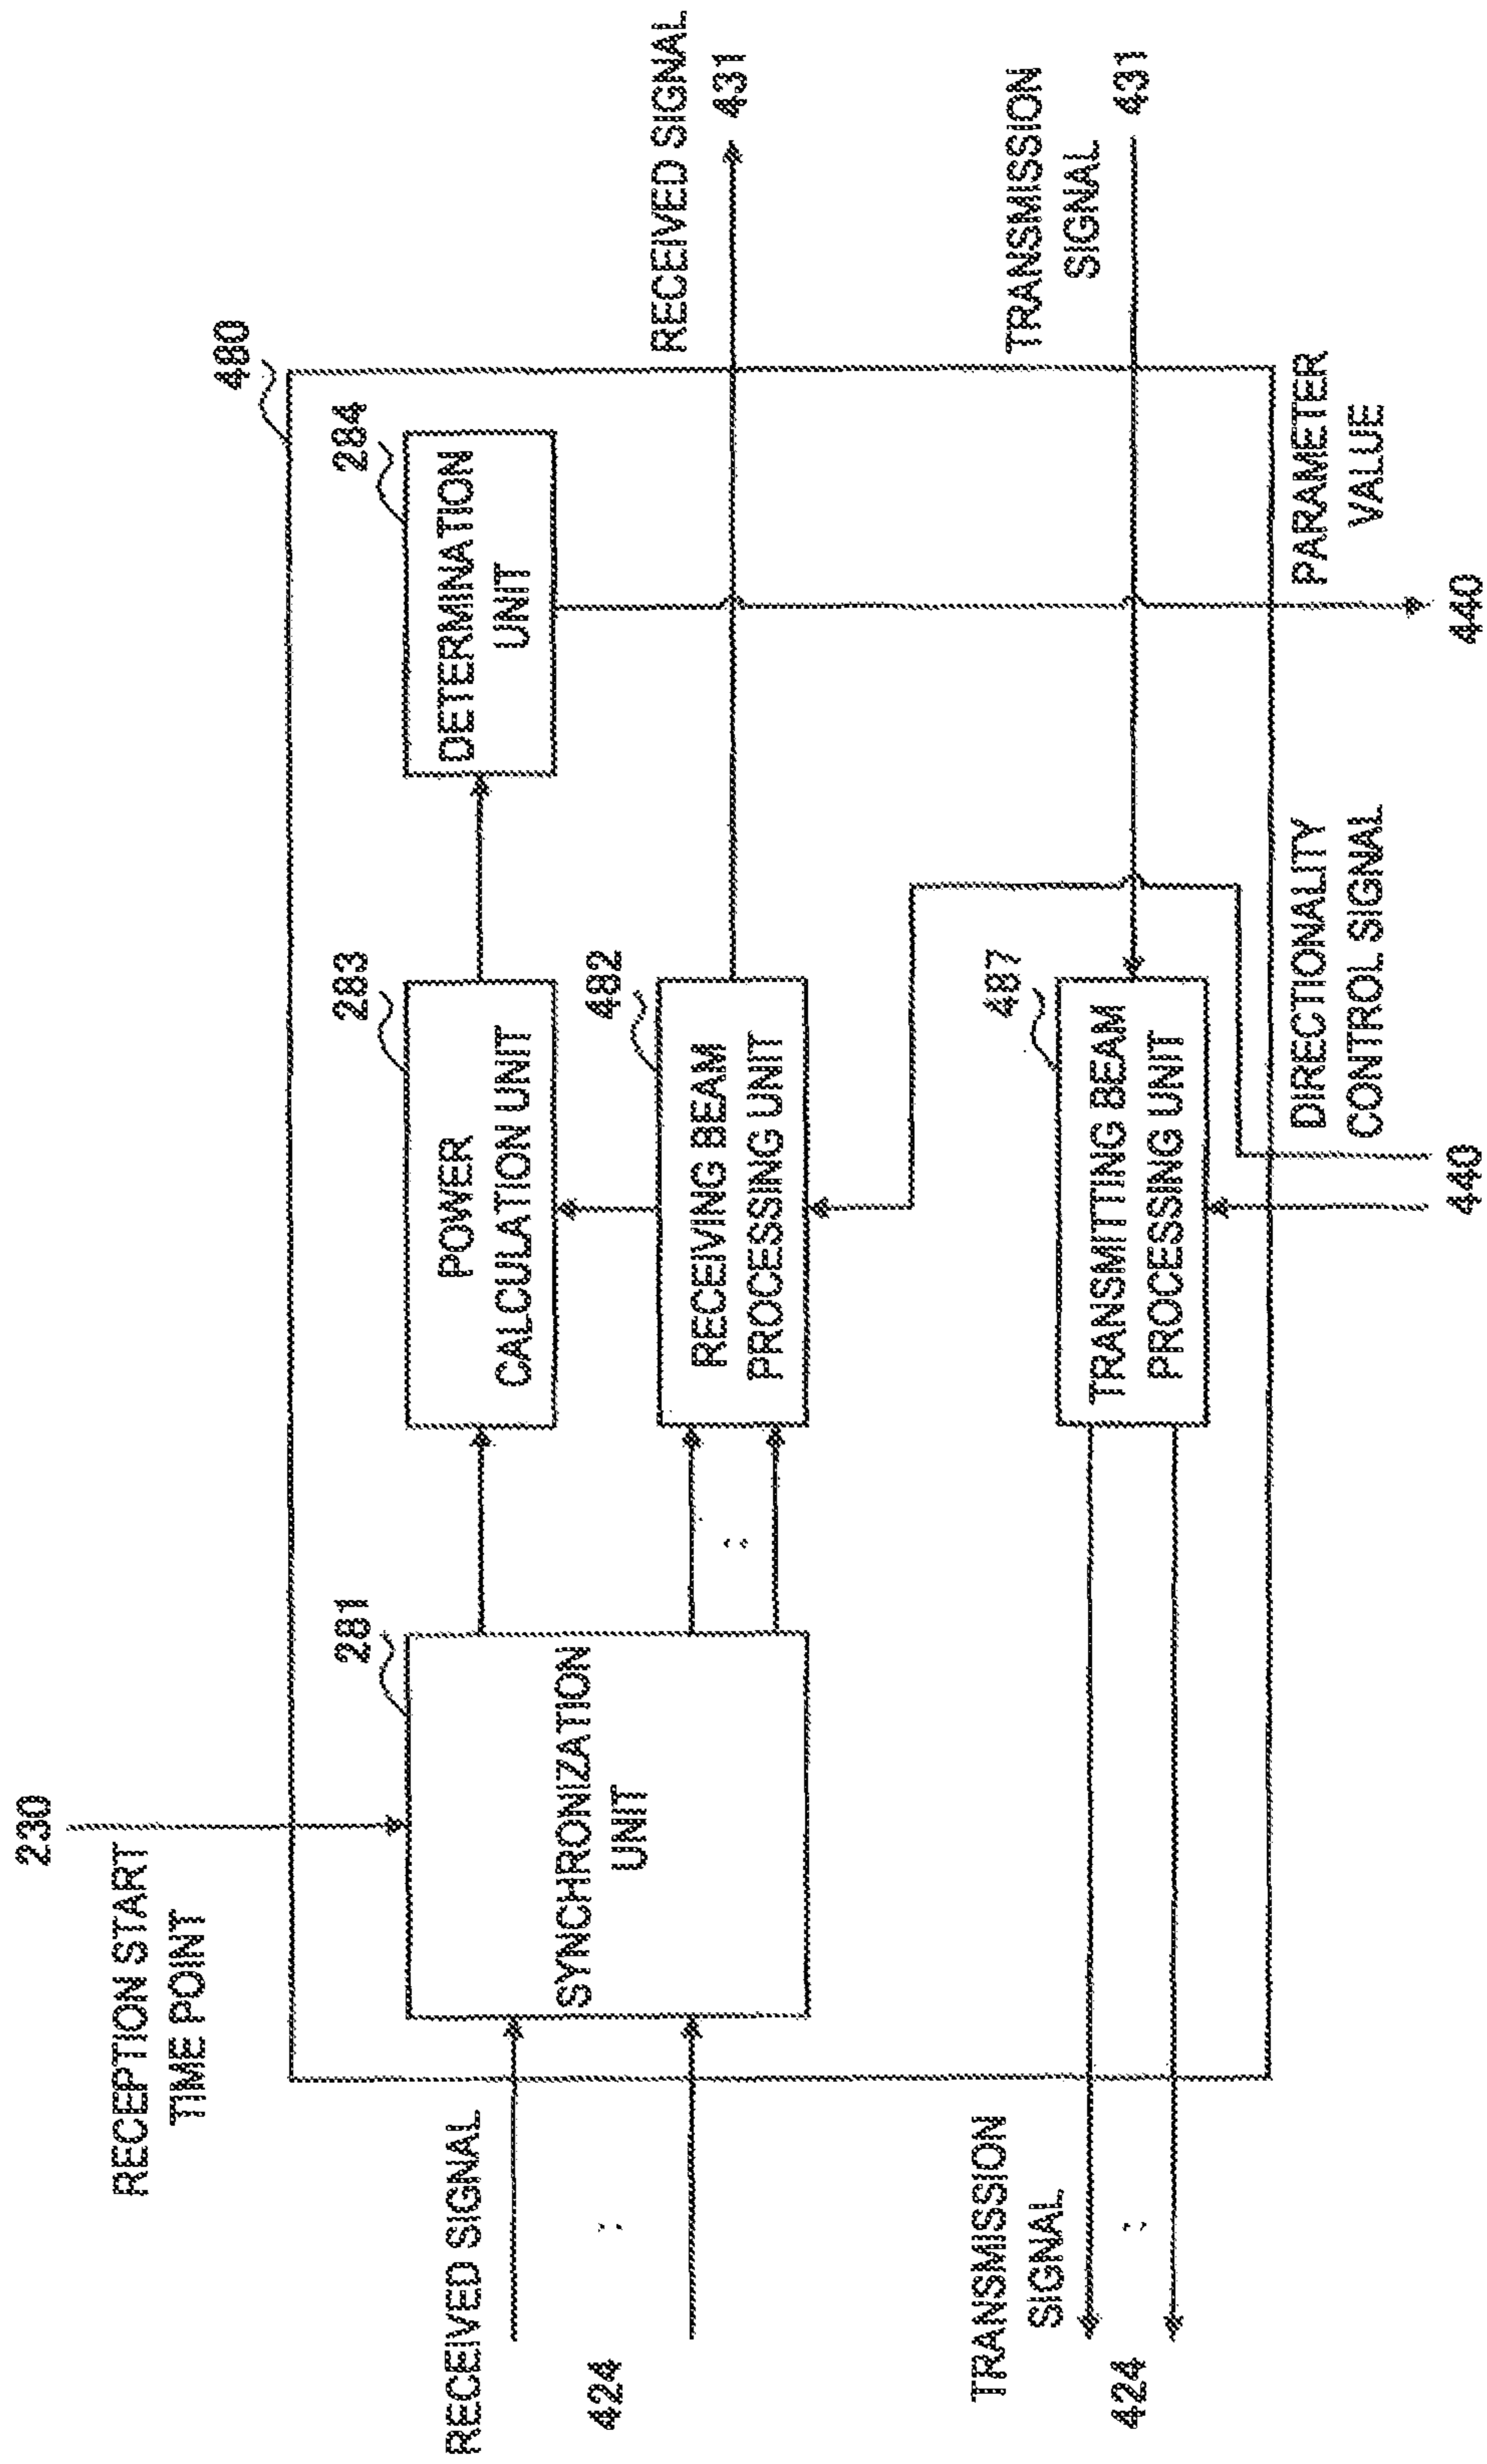 230
RECEPTION START
TIME POINT
480
RECEIVED SIGNAL
424
281
SYNCHRONIZATION
UNIT
283
POWER
CALCULATION UNIT
284
DETERMINATION
UNIT
482
RECEIVING BEAM
PROCESSING UNIT
RECEIVED SIGNAL
431
TRANSMISSION
SIGNAL
424
487
TRANSMITTING BEAM
PROCESSING UNIT
TRANSMISSION
SIGNAL
431
DIRECTIONALITY
CONTROL SIGNAL
440
PARAMETER
VALUE
440